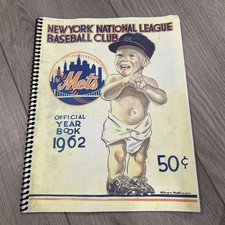 NEW YORK NATIONAL LEAGUE
BASEBALL CLUB
Mets
OFFICIAL
YEAR
BOOK
1962
50¢